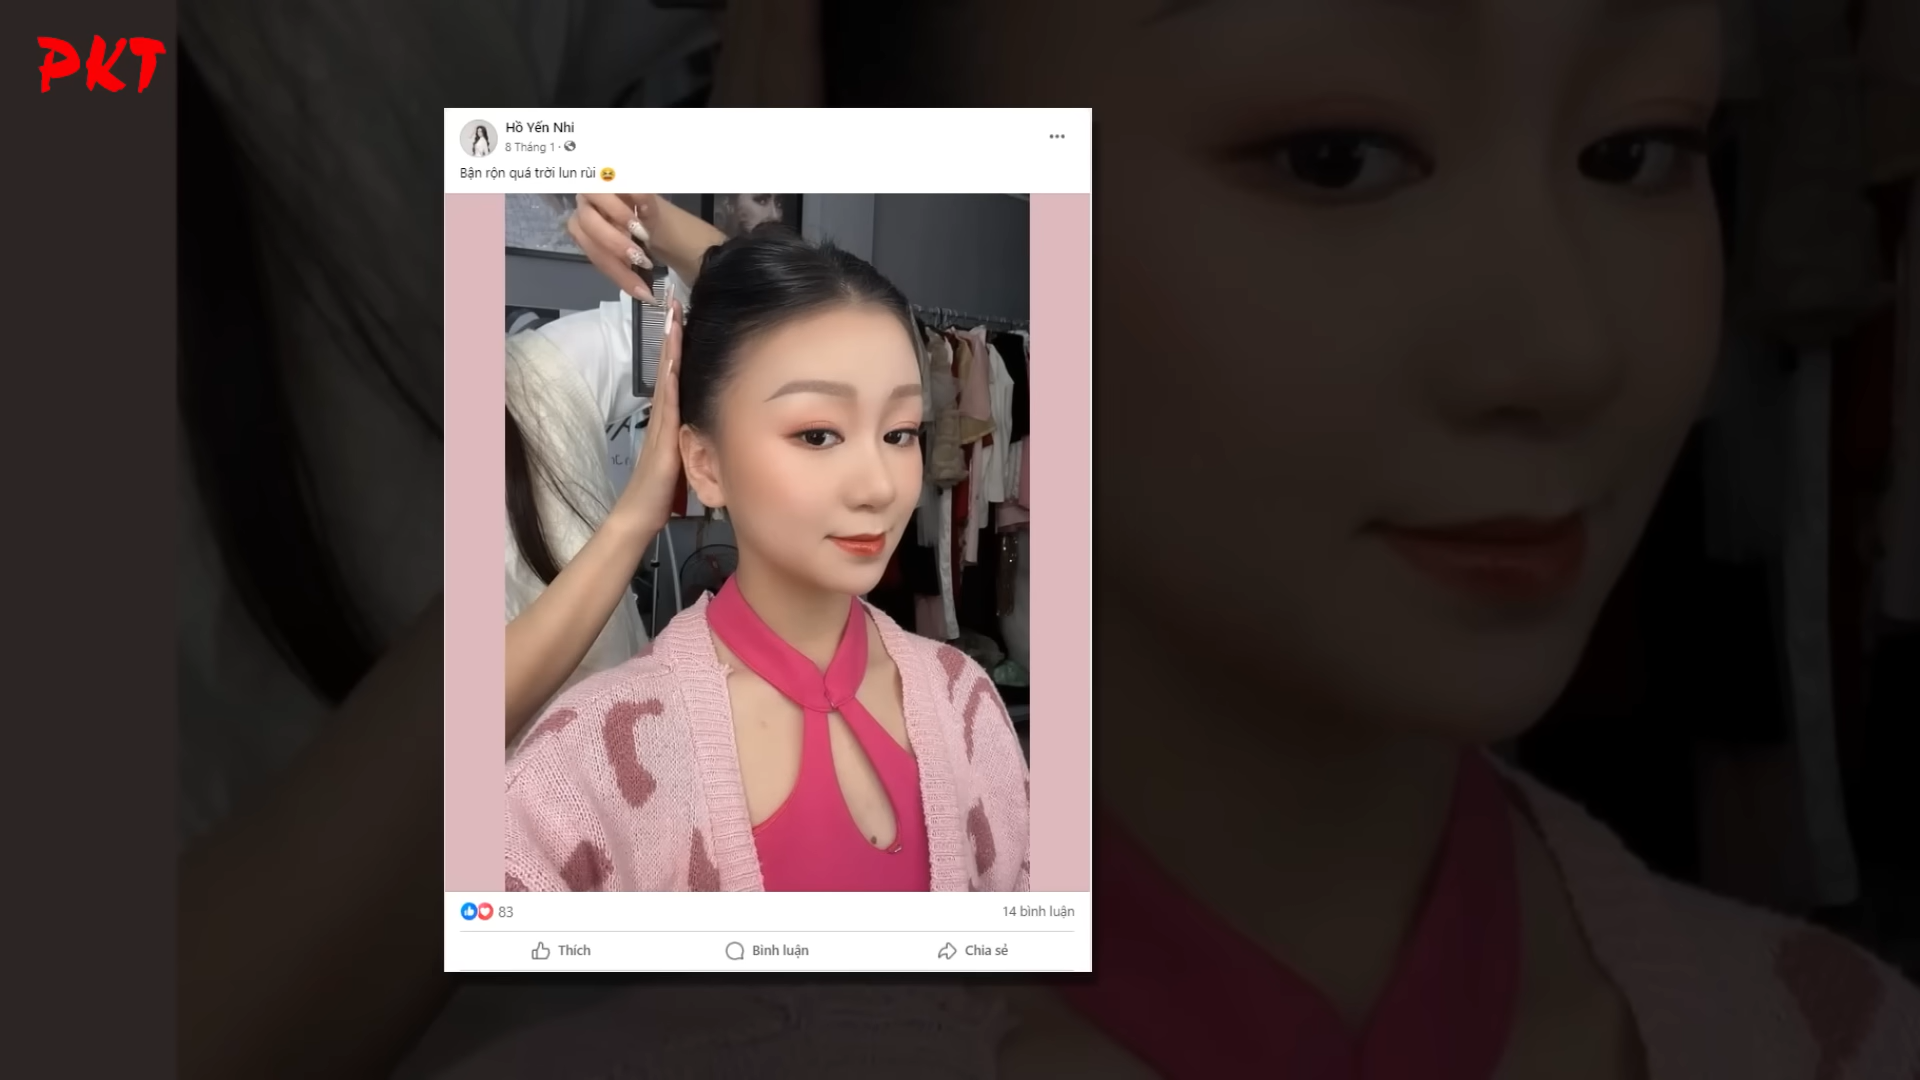 PKT
Hồ Yến Nhi
8 Tháng 1 ·
Bận rộn quá trời lun rùi 😆
83
14 bình luận
Thích
Bình luận
Chia sẻ